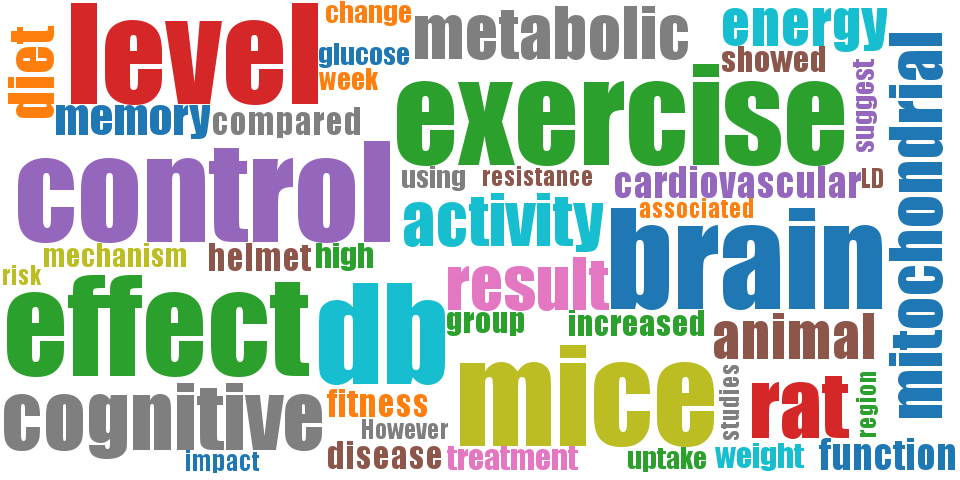 level
change
metabolic
energy
diet
glucose
week
showed
memory
compared
exercise
suggest
mitochondrial
control
using
resistance
cardiovascular
LD
associated
activity
brain
mechanism
helmet
high
risk
result
effect
db
group
increased
animal
mice
studies
rat
region
cognitive
fitness
However
impact
disease
treatment
uptake
weight
function